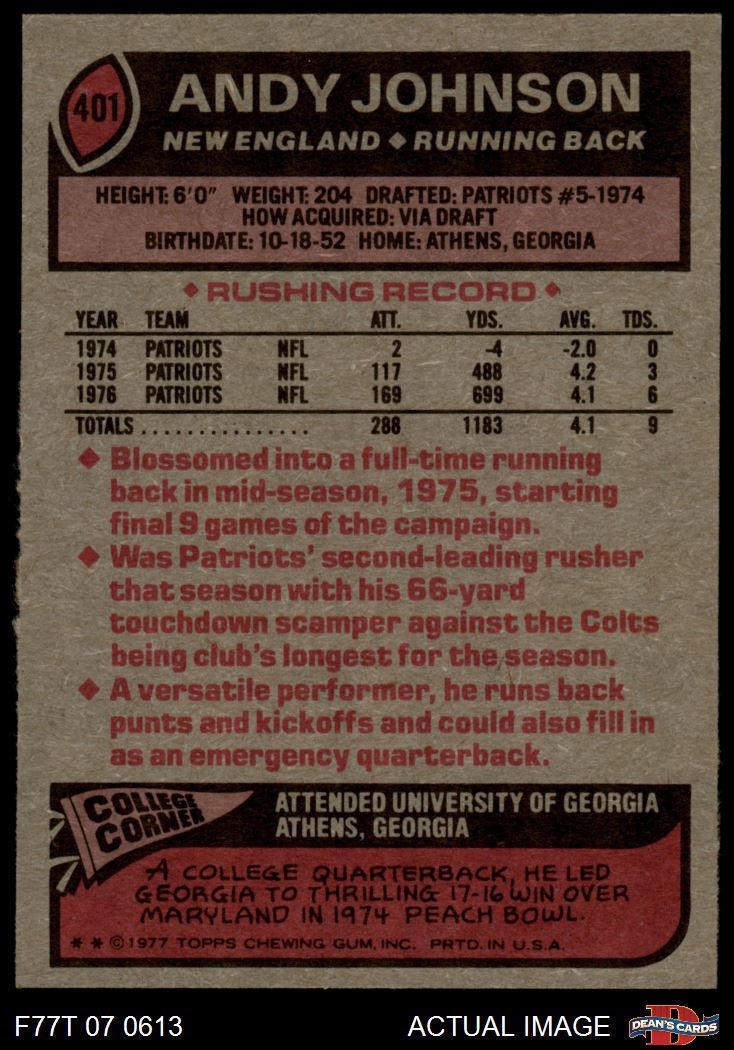 401
ANDY JOHNSON
NEW ENGLAND ◆ RUNNING BACK
HEIGHT: 6'0" WEIGHT: 204 DRAFTED: PATRIOTS #5-1974
HOW ACQUIRED: VIA DRAFT
BIRTHDATE: 10-18-52 HOME: ATHENS, GEORGIA
◆ RUSHING RECORD ◆
YEAR TEAM ATT. YDS. AVG. TDS.
1974 PATRIOTS NFL 2 -4 -2.0 0
1975 PATRIOTS NFL 117 488 4.2 3
1976 PATRIOTS NFL 169 699 4.1 6
TOTALS ............... 288 1183 4.1 9
◆ Blossomed into a full-time running
back in mid-season, 1975, starting
final 9 games of the campaign.
◆ Was Patriots' second-leading rusher
that season with his 66-yard
touchdown scamper against the Colts
being club's longest for the season.
◆ A versatile performer, he runs back
punts and kickoffs and could also fill in
as an emergency quarterback.
COLLEGE
CORNER
ATTENDED UNIVERSITY OF GEORGIA
ATHENS, GEORGIA
A COLLEGE QUARTERBACK, HE LED
GEORGIA TO THRILLING 17-16 WIN OVER
MARYLAND IN 1974 PEACH BOWL.
* * © 1977 TOPPS CHEWING GUM, INC. PRTD. IN U.S.A.
F77T 07 0613 ACTUAL IMAGE
DEAN'S CARDS